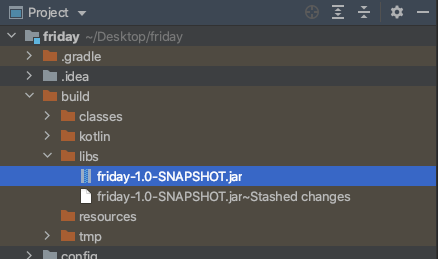 Project
friday ~/Desktop/friday
.gradle
.idea
build
classes
kotlin
libs
friday-1.0-SNAPSHOT.jar
friday-1.0-SNAPSHOT.jar~Stashed changes
resources
tmp
config